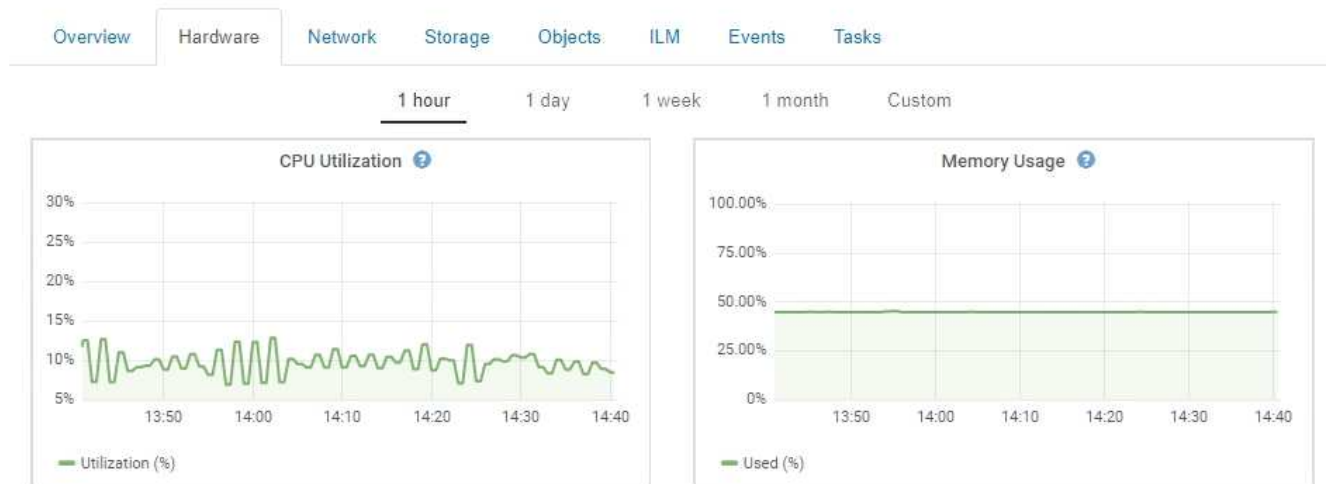 Overview Hardware Network Storage Objects ILM Events Tasks
1 hour 1 day 1 week 1 month Custom
CPU Utilization ?
30%
25%
20%
15%
10%
5%
13:50 14:00 14:10 14:20 14:30 14:40
Utilization (%)
Memory Usage ?
100.00%
75.00%
50.00%
25.00%
0%
13:50 14:00 14:10 14:20 14:30 14:40
Used (%)